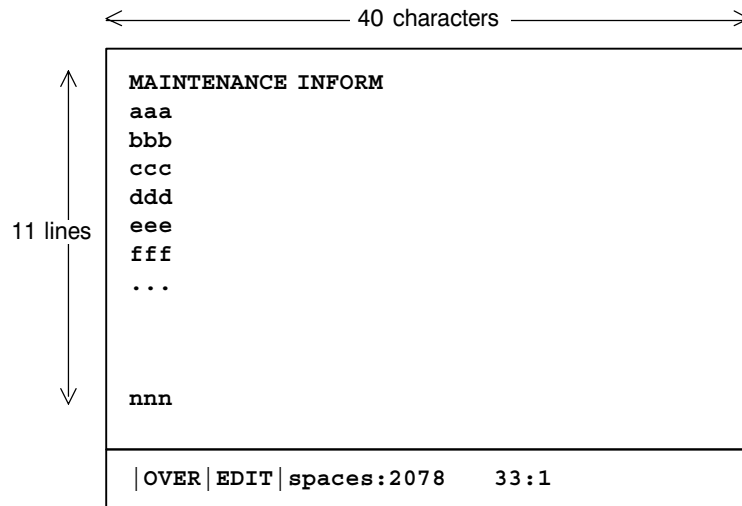 40 characters
MAINTENANCE INFORM
aaa
bbb
ccc
ddd
eee
11 lines
fff
...
nnn
|OVER|EDIT|spaces:2078 33:1